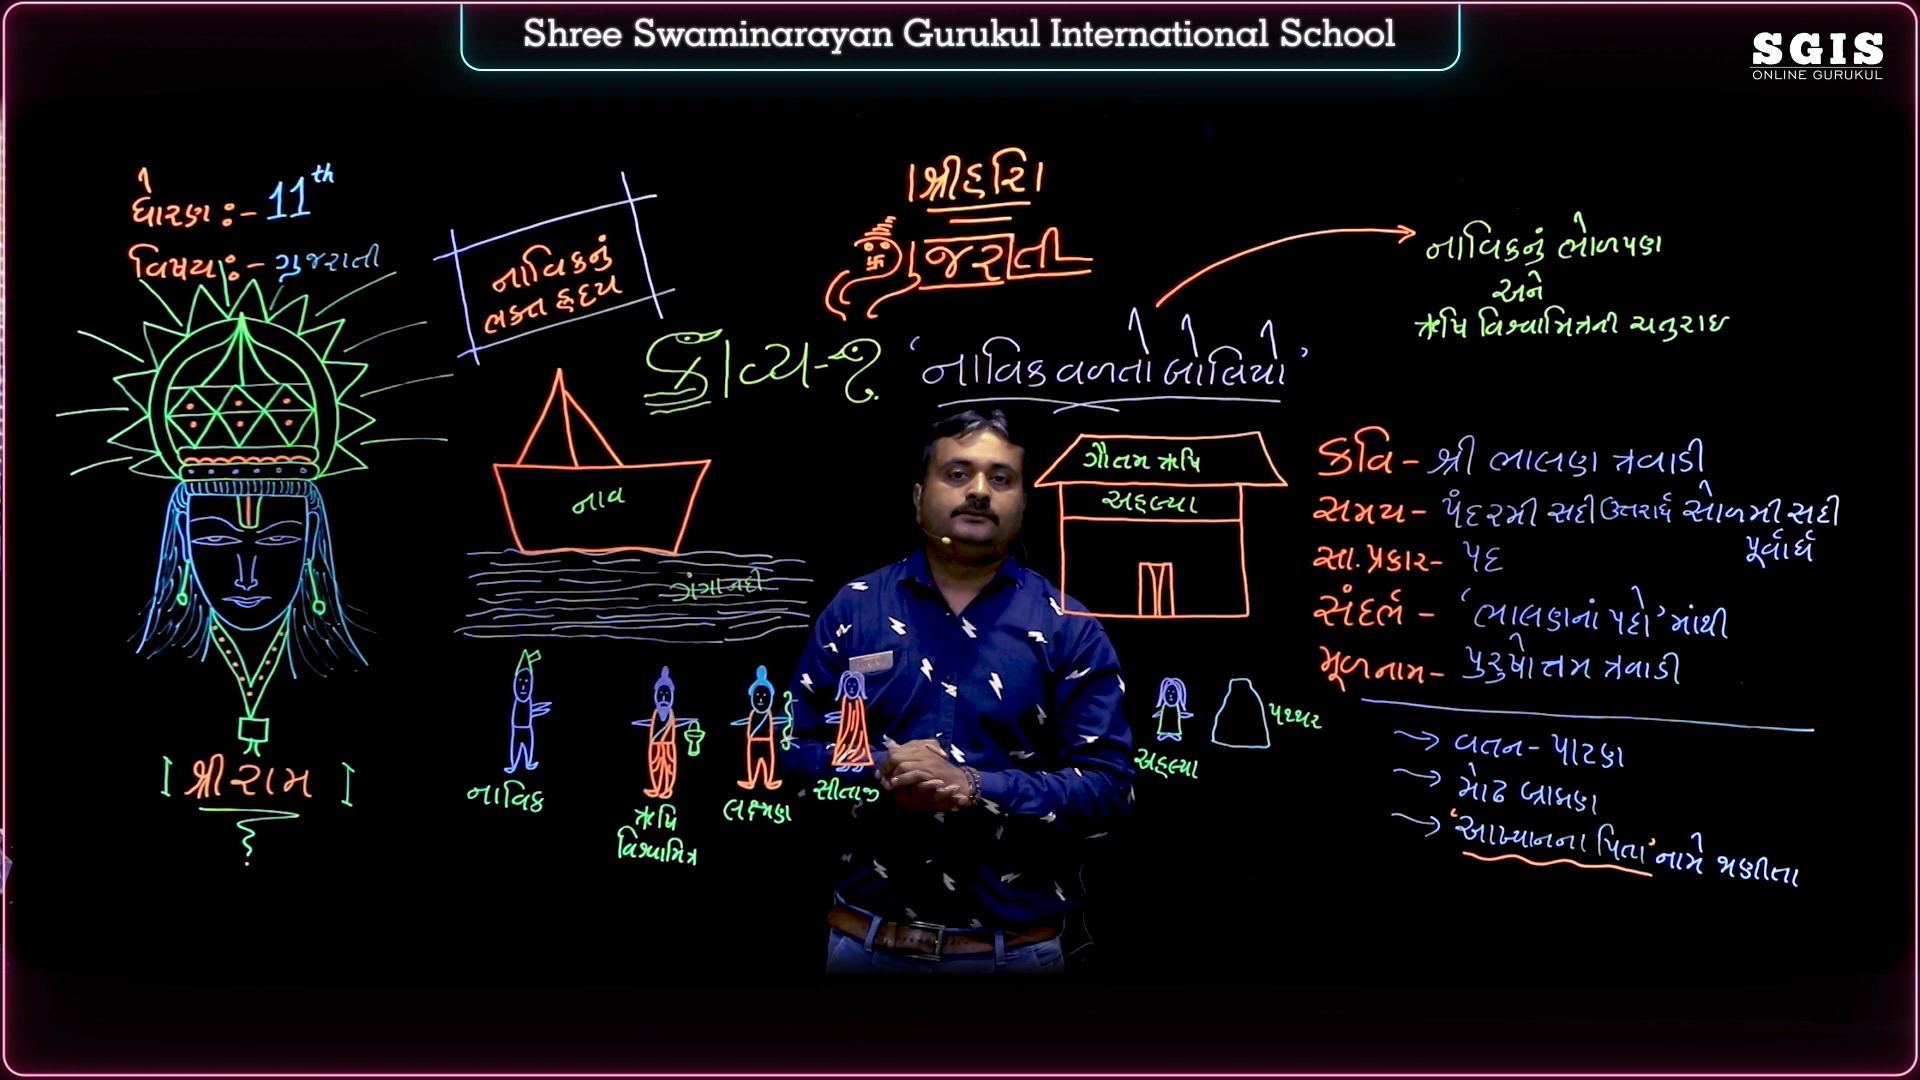 Shree Swaminarayan Gurukul International School
SGIS
ONLINE GURUKUL
ધોરણ :- 11th
વિષય :- ગુજરાતી
નાવિકનું
ભક્ત હૃદય
।શ્રીહરિ।
ગુજરાતી
કાવ્ય-૨ 'નાવિક વળતો બોલિયો'
નાવિકનું ભોળપણ
અને
ઋષિ વિશ્વામિત્રની ચતુરાઇ
નાવ
ગંગા નદી
ગૌતમ ઋષિ
અહલ્યા
કવિ - શ્રી ભાલણ ત્રવાડી
સમય - પંદરમી સદી ઉત્તરાર્ધ સોળમી સદી
પૂર્વાર્ધ
સા. પ્રકાર - પદ
સંદર્ભ - 'ભાલણનાં પદો' માંથી
મૂળ નામ - પુરુષોત્તમ ત્રવાડી
→ વતન - પાટણ
→ મોઢ બ્રાહ્મણ
→ 'આખ્યાનના પિતા' નામે જાણીતા
શ્રી રામ
નાવિક
ઋષિ
વિશ્વામિત્ર
લક્ષ્મણ
સીતાજી
અહલ્યા
પથ્થર